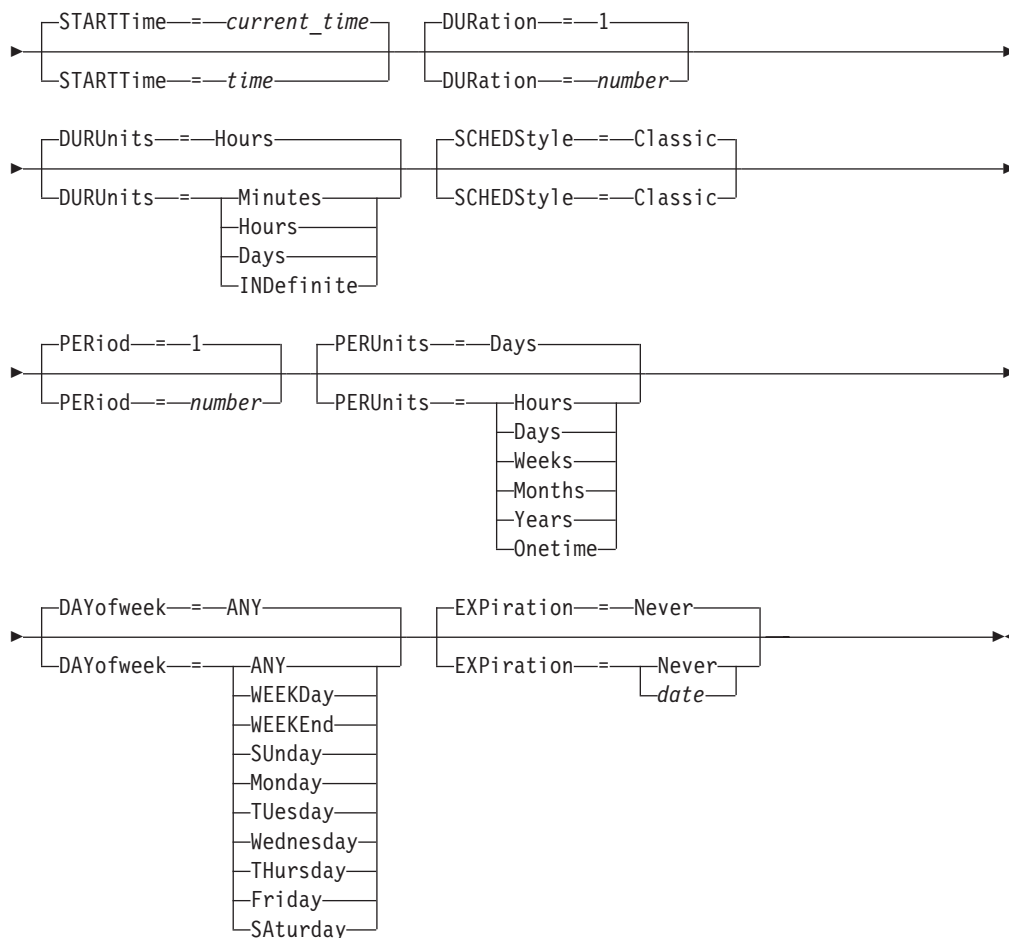 STARTTime = current_time DURation = 1
STARTTime = time DURation = number
DURUnits = Hours SCHEDStyle = Classic
DURUnits = Minutes SCHEDStyle = Classic
Hours
Days
INDefinite
PERiod = 1 PERUnits = Days
PERiod = number PERUnits = Hours
Days
Weeks
Months
Years
Onetime
DAYofweek = ANY EXPiration = Never
DAYofweek = ANY EXPiration = Never
WEEKDay date
WEEKEnd
SUnday
Monday
TUesday
Wednesday
THursday
Friday
SAturday